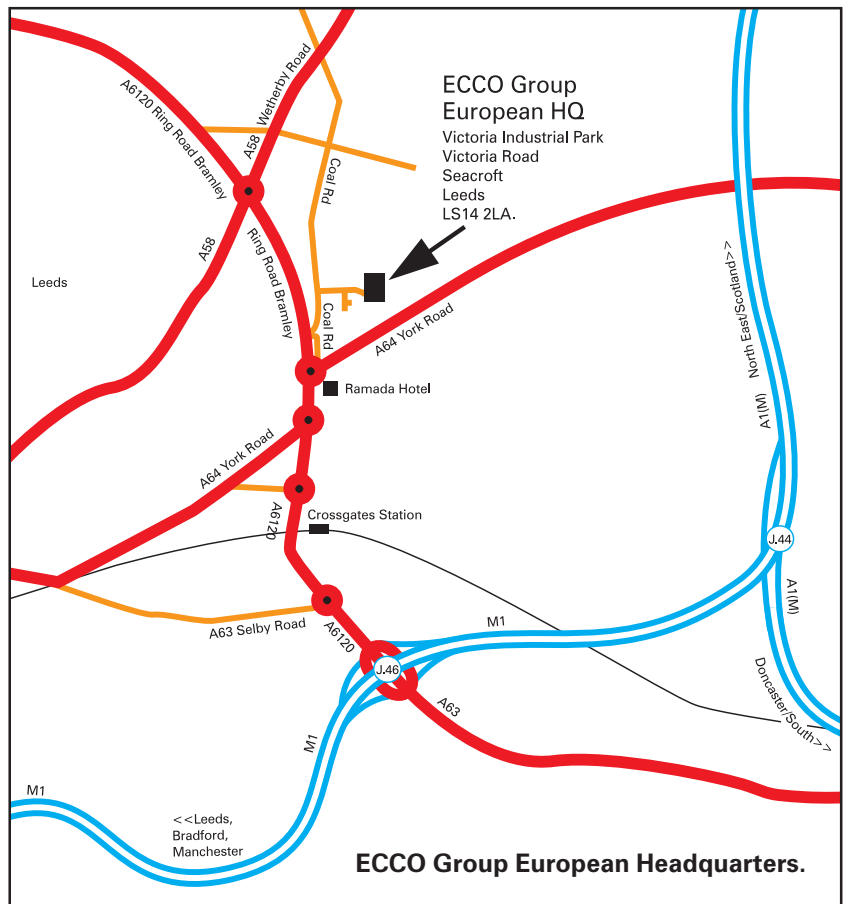 A6120 Ring Road Bramley
A58 Wetherby Road
Coal Rd
ECCO Group
European HQ
Victoria Industrial Park
Victoria Road
Seacroft
Leeds
LS14 2LA.
A58
Ring Road Bramley
Leeds
Coal Rd
A64 York Road
North East/Scotland>>
A1(M)
Ramada Hotel
A64 York Road
A6120
Crossgates Station
J.44
A1(M)
A63 Selby Road
A6120
M1
J.46
A63
Doncaster/South>>
M1
M1
<<Leeds,
Bradford,
Manchester
ECCO Group European Headquarters.